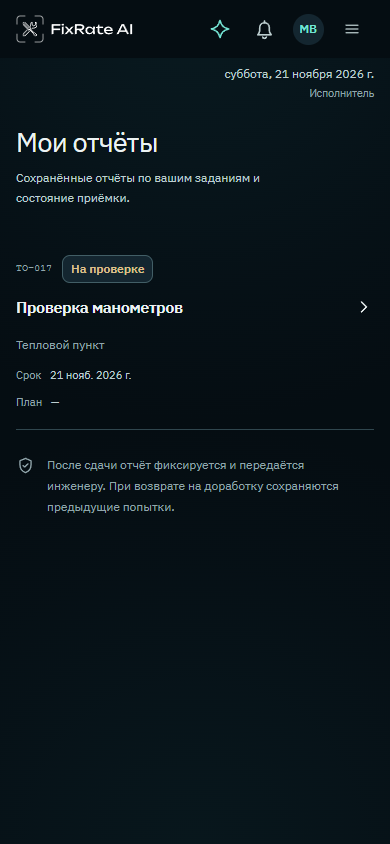 FixRate AI
МВ
суббота, 21 ноября 2026 г.
Исполнитель
Мои отчёты
Сохранённые отчёты по вашим заданиям и
состояние приёмки.
ТО-017
На проверке
Проверка манометров
Тепловой пункт
Срок 21 нояб. 2026 г.
План —
После сдачи отчёт фиксируется и передаётся
инженеру. При возврате на доработку сохраняются
предыдущие попытки.